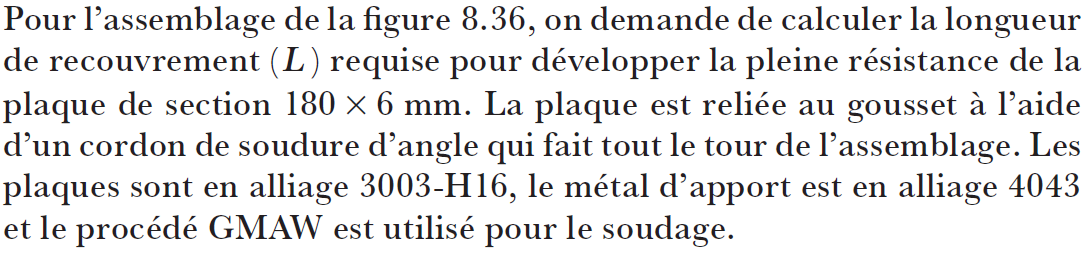 Pour l’assemblage de la figure 8.36, on demande de calculer la longueur
de recouvrement (L) requise pour développer la pleine résistance de la
plaque de section 180 × 6 mm. La plaque est reliée au gousset à l’aide
d’un cordon de soudure d’angle qui fait tout le tour de l’assemblage. Les
plaques sont en alliage 3003-H16, le métal d’apport est en alliage 4043
et le procédé GMAW est utilisé pour le soudage.